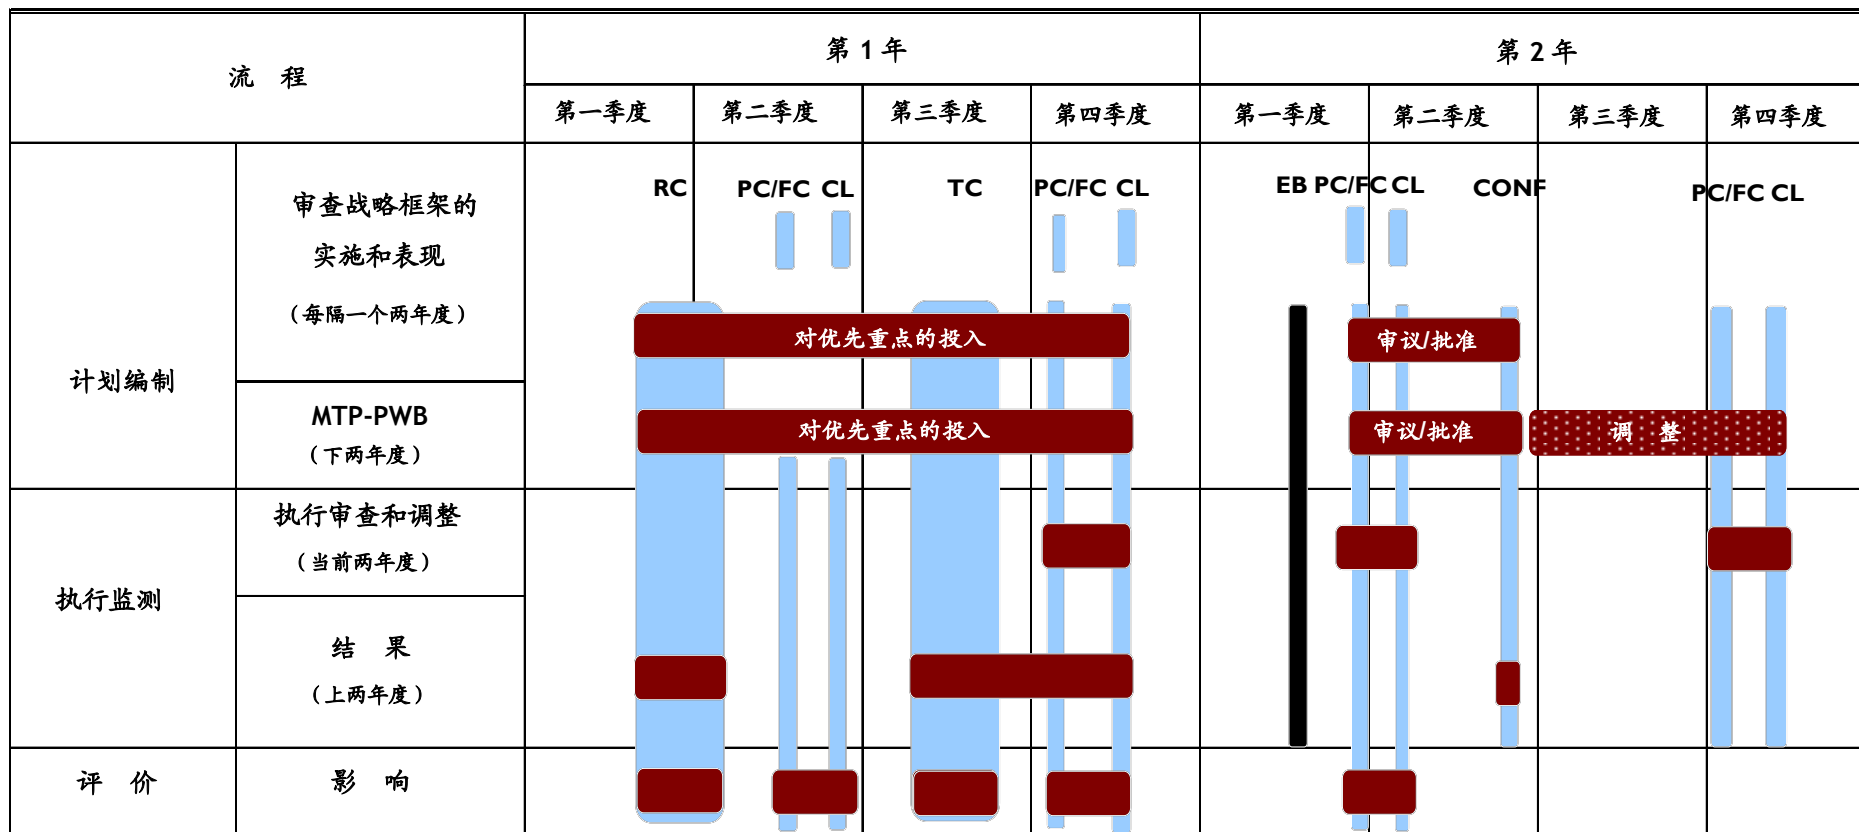 流 程
第 1 年
第 2 年
第一季度
第二季度
第三季度
第四季度
第一季度
第二季度
第三季度
第四季度
计划编制
审查战略框架的
实施和表现
（每隔一个两年度）
RC
PC/FC
CL
TC
PC/FC
CL
EB
PC/FC
CL
CONF
PC/FC
CL
对优先重点的投入
审议/批准
MTP-PWB
（下两年度）
对优先重点的投入
审议/批准
调 整
执行监测
执行审查和调整
（当前两年度）
结 果
（上两年度）
评 价
影 响